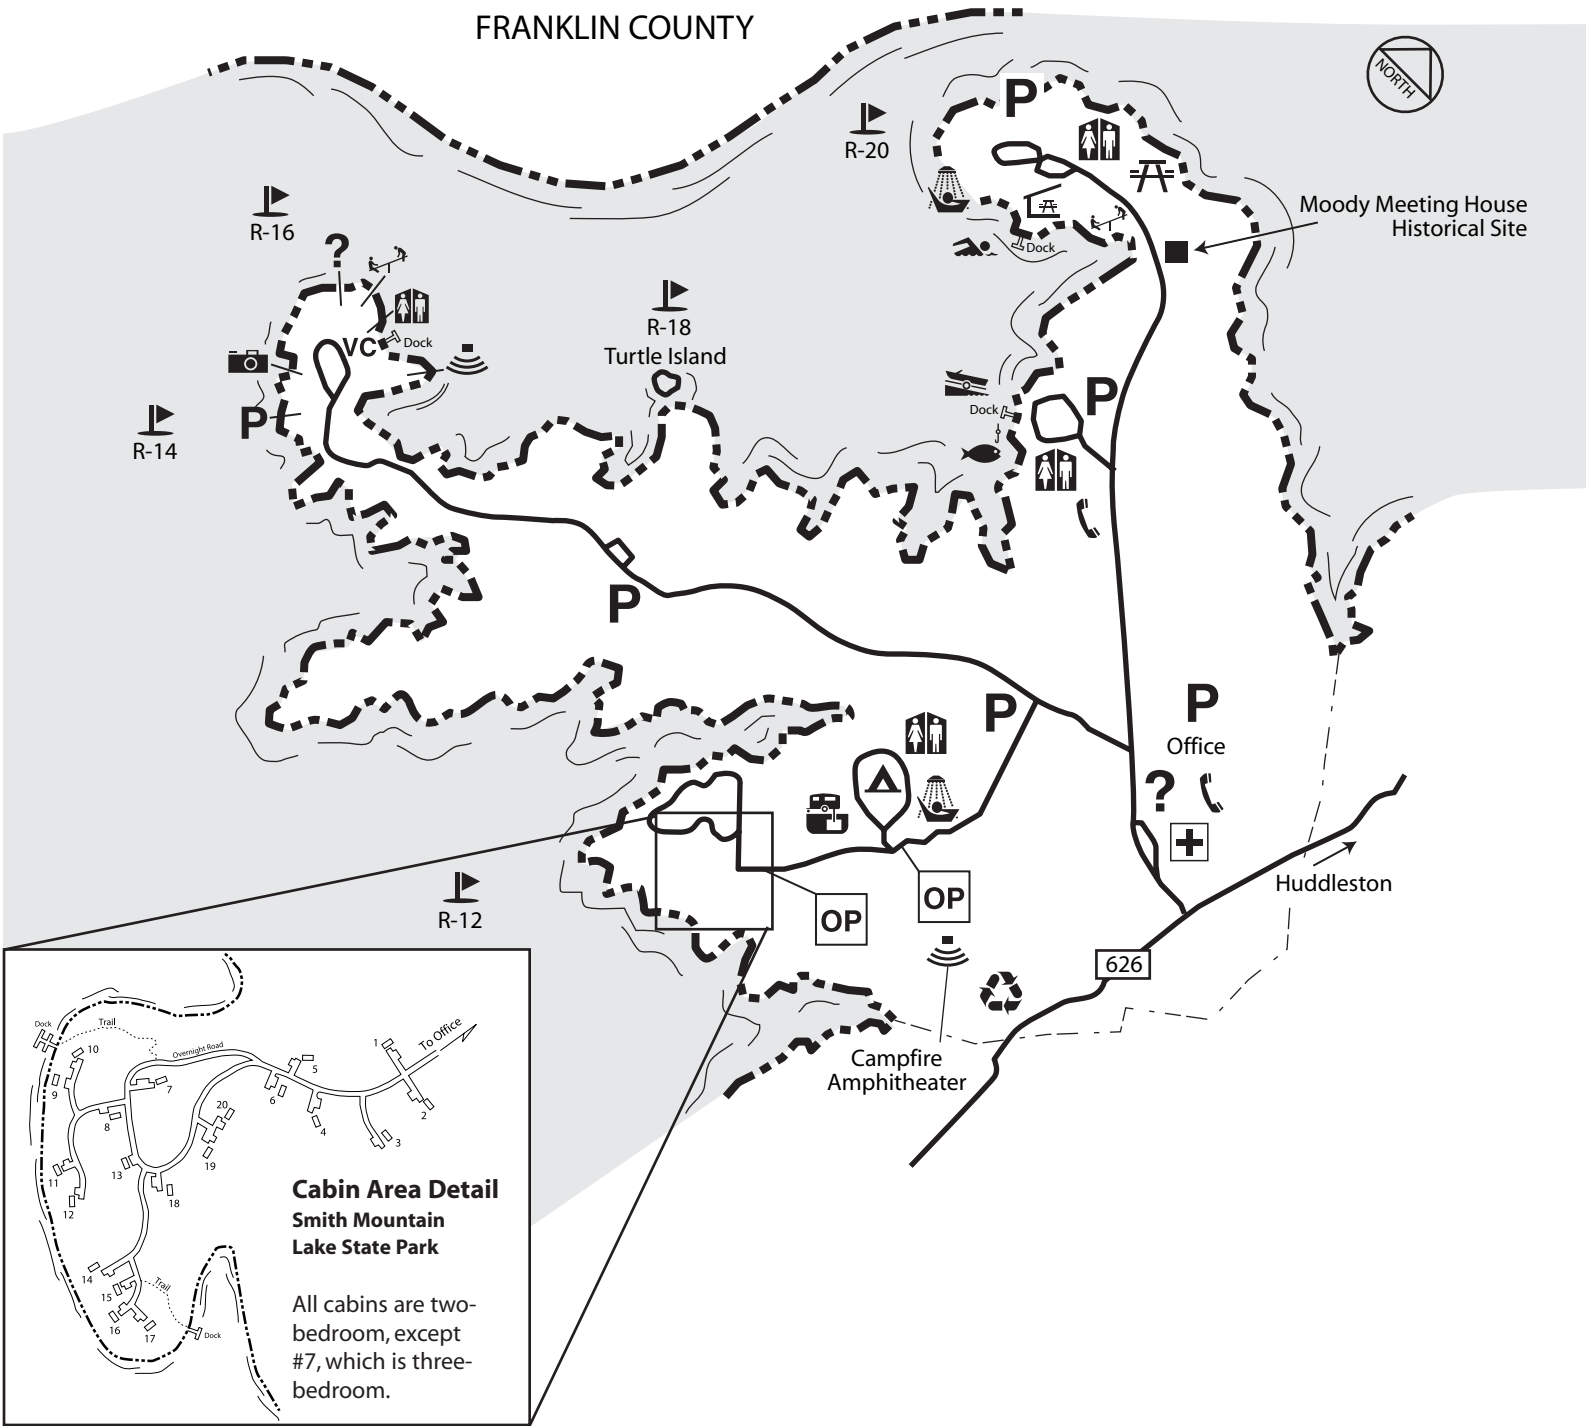 FRANKLIN COUNTY
NORTH
P
R-20
Moody Meeting House
Historical Site
R-16
?
Dock
R-18
Turtle Island
VC
Dock
P
Dock
R-14
P
P
P
P
Office
?
OP
OP
R-12
Huddleston
626
Campfire
Amphitheater
Dock
Trail
10
Overnight Road
1
To Office
5
9
7
6
20
2
8
4
3
13
19
11
12
18
14
15
Trail
16
17
Dock
Cabin Area Detail
Smith Mountain
Lake State Park
All cabins are two-
bedroom, except
#7, which is three-
bedroom.